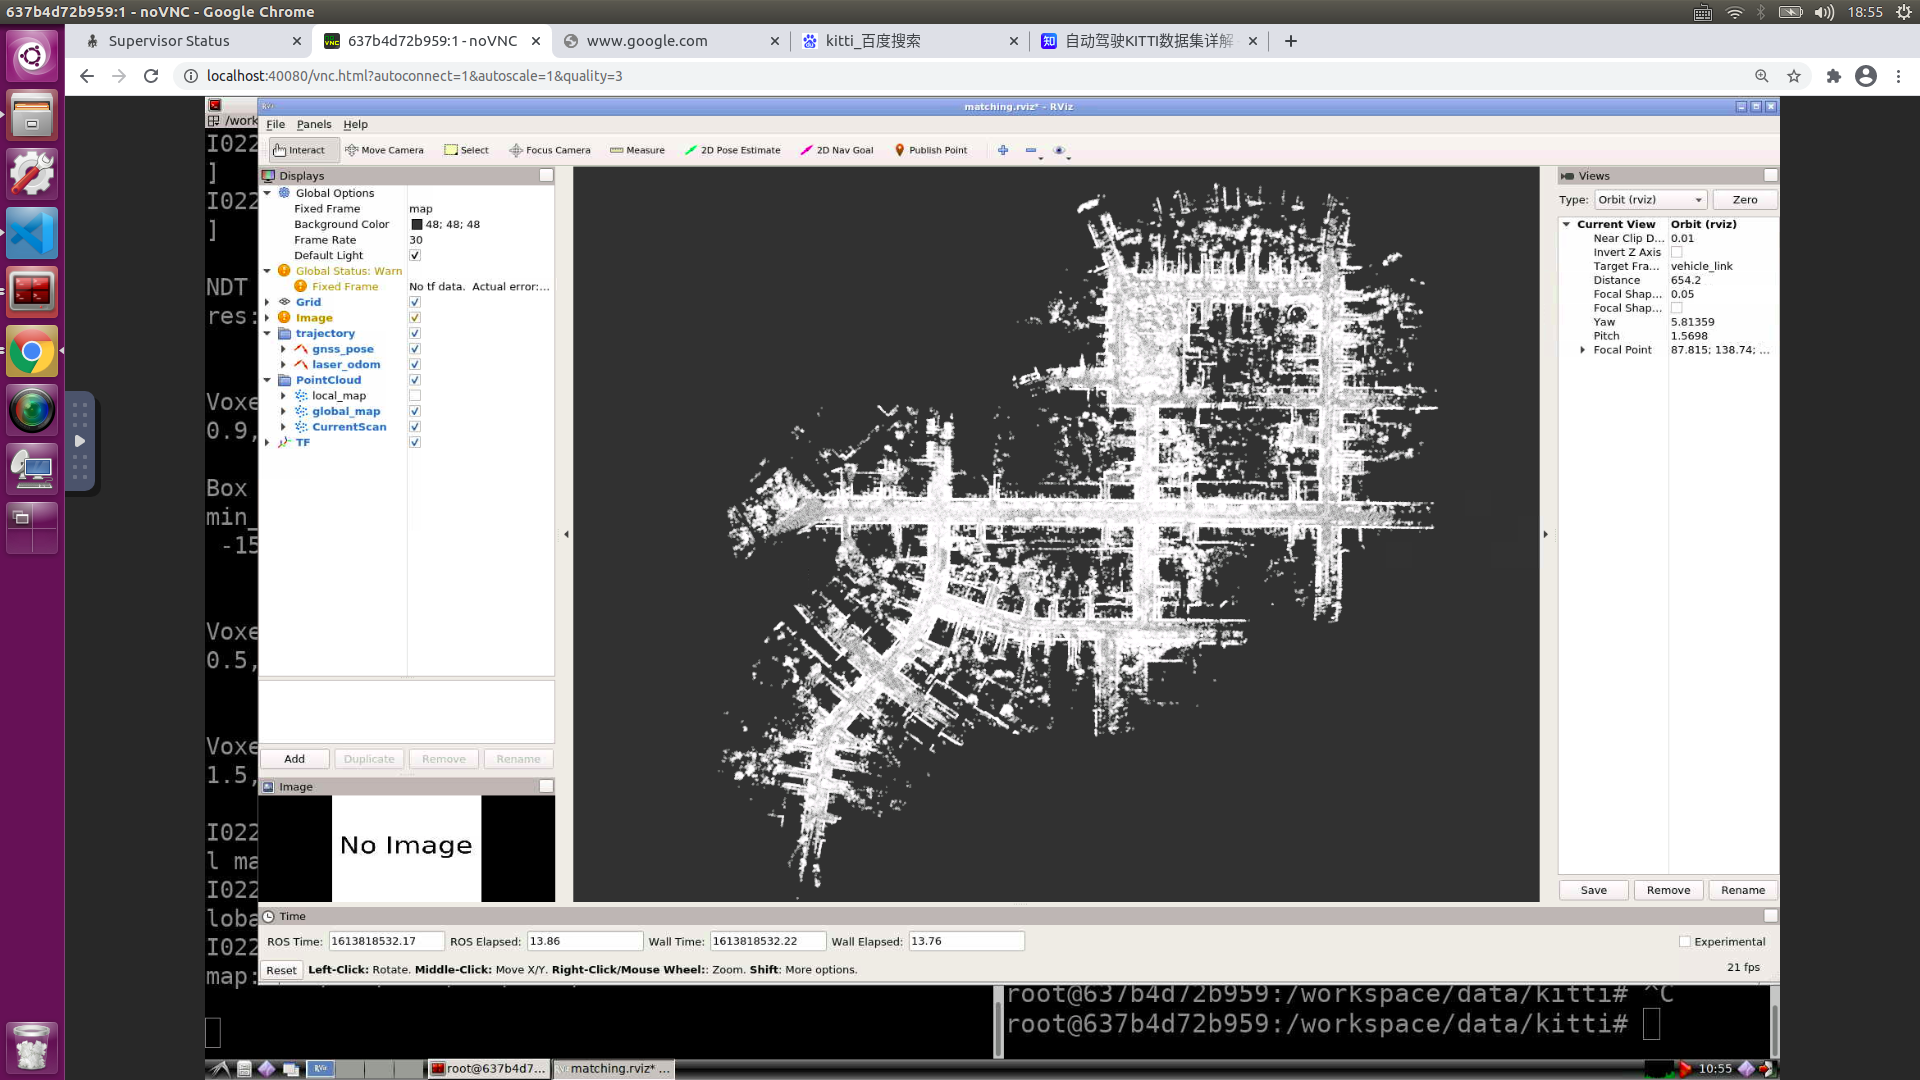 637b4d72b959:1 - noVNC - Google Chrome
18:55
Supervisor Status
637b4d72b959:1 - noVNC
www.google.com
kitti_百度搜索
自动驾驶KITTI数据集详解
localhost:40080/vnc.html?autoconnect=1&autoscale=1&quality=3
matching.rviz* - RViz
/work
File Panels Help
Interact Move Camera Select Focus Camera Measure 2D Pose Estimate 2D Nav Goal Publish Point
I022
]
I022
]
NDT
res:
Voxe
0.9,
Box
min_
-15
Voxe
0.5,
Voxe
1.5,
I022
l ma
I022
loba
I022
map:
Displays
Global Options
Fixed Frame map
Background Color 48; 48; 48
Frame Rate 30
Default Light
Global Status: Warn
Fixed Frame No tf data. Actual error:...
Grid
Image
trajectory
gnss_pose
laser_odom
PointCloud
local_map
global_map
CurrentScan
TF
Add Duplicate Remove Rename
Image
No Image
Views
Type: Orbit (rviz) Zero
Current View Orbit (rviz)
Near Clip D... 0.01
Invert Z Axis
Target Fra... vehicle_link
Distance 654.2
Focal Shap... 0.05
Focal Shap...
Yaw 5.81359
Pitch 1.5698
Focal Point 87.815; 138.74; ...
Save Remove Rename
Time
ROS Time: 1613818532.17 ROS Elapsed: 13.86 Wall Time: 1613818532.22 Wall Elapsed: 13.76 Experimental
Reset Left-Click: Rotate. Middle-Click: Move X/Y. Right-Click/Mouse Wheel:: Zoom. Shift: More options. 21 fps
root@637b4d72b959:/workspace/data/kitti# ^C
root@637b4d72b959:/workspace/data/kitti#
root@637b4d7... matching.rviz* ... 10:55